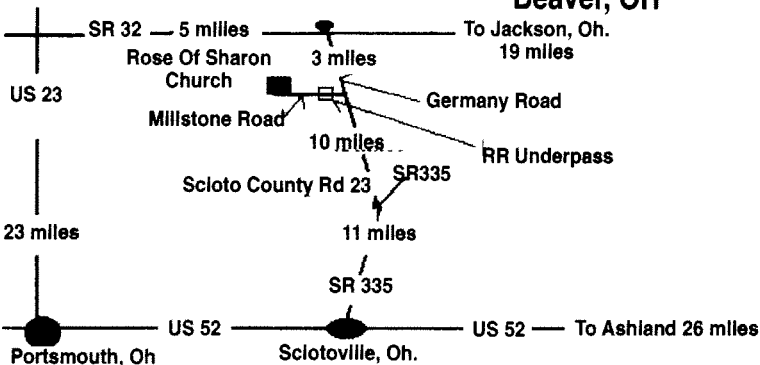 Beaver, OH
SR 32
5 miles
To Jackson, Oh.
19 miles
Rose Of Sharon
Church
3 miles
US 23
Germany Road
Millstone Road
10 miles
RR Underpass
SR335
Scioto County Rd 23
23 miles
11 miles
SR 335
US 52
US 52
To Ashland 26 miles
Portsmouth, Oh
Sciotoville, Oh.